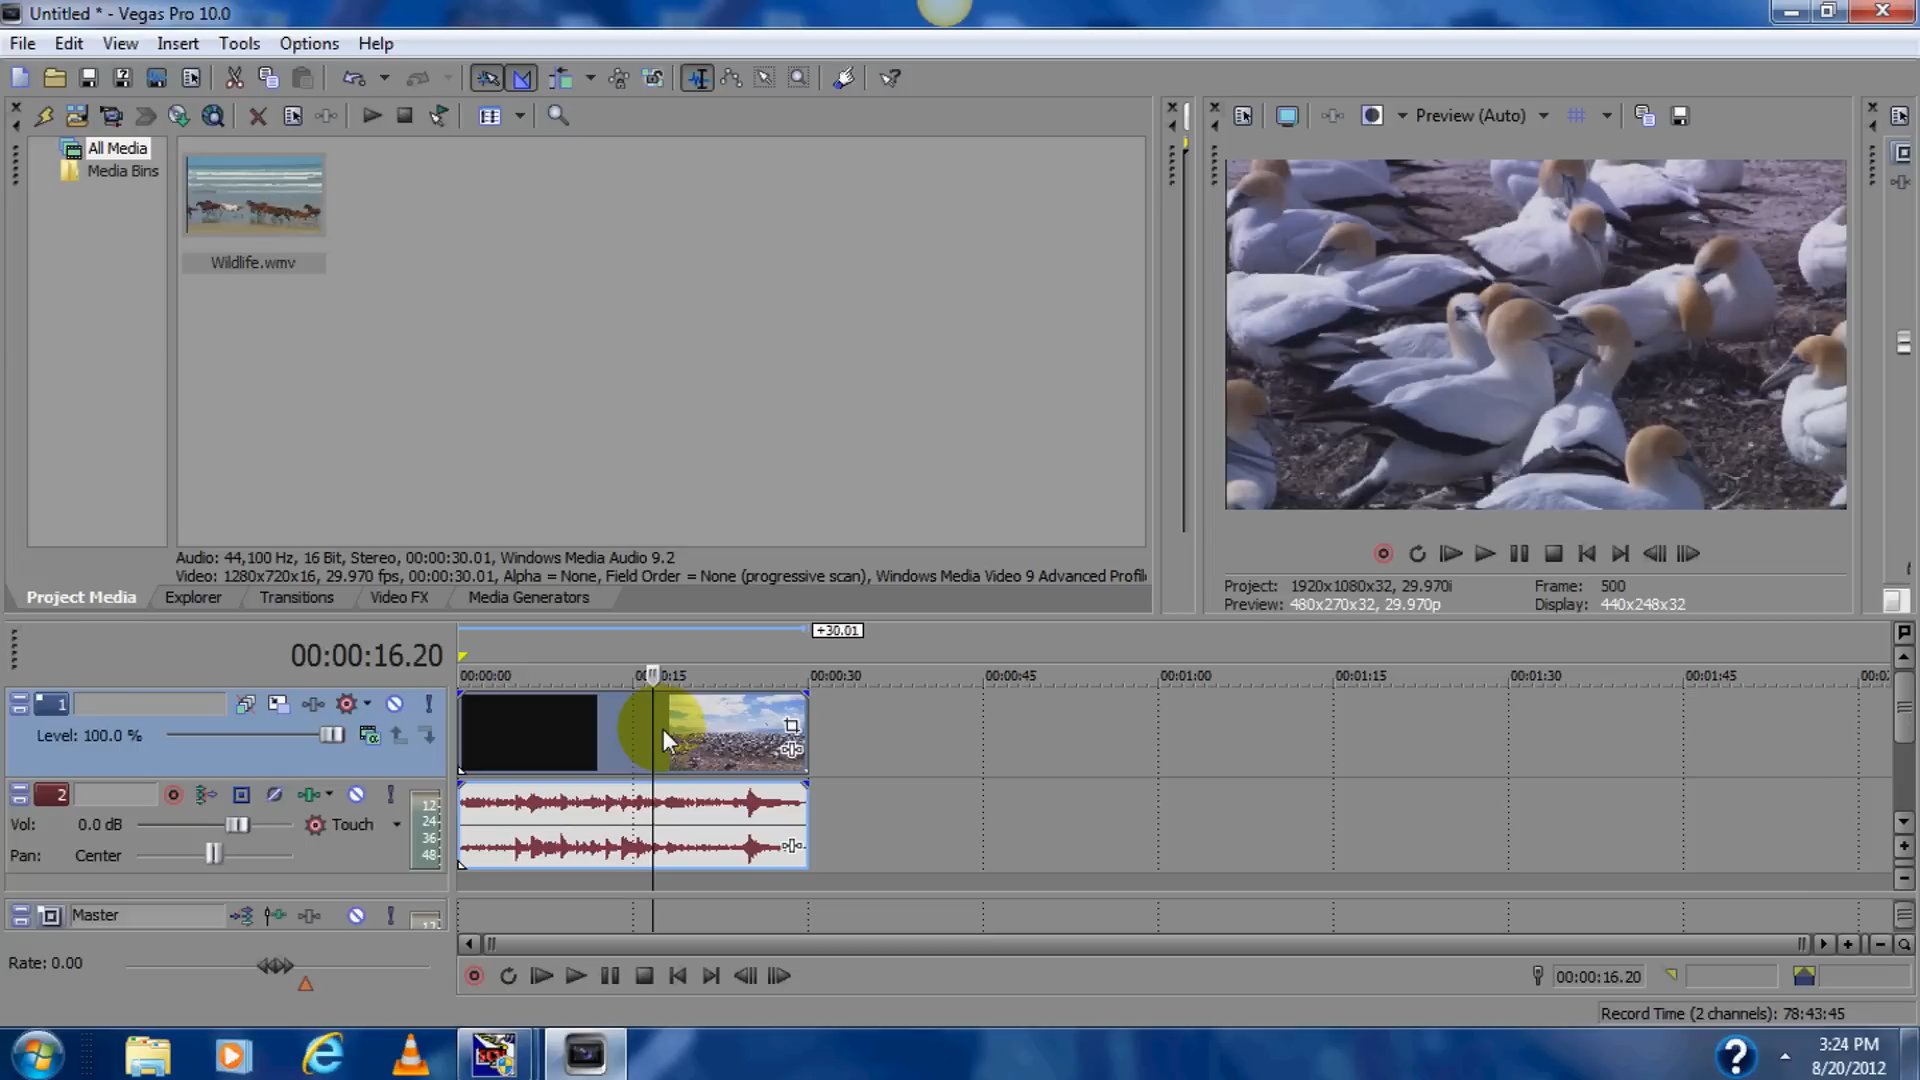 Untitled * - Vegas Pro 10.0
File Edit View Insert Tools Options Help
Preview (Auto)
All Media
Media Bins
Wildlife.wmv
Audio: 44,100 Hz, 16 Bit, Stereo, 00:00:30.01, Windows Media Audio 9.2
Video: 1280x720x16, 29.970 fps, 00:00:30.01, Alpha = None, Field Order = None (progressive scan), Windows Media Video 9 Advanced Profil
Project Media Explorer Transitions Video FX Media Generators
Project: 1920x1080x32, 29.970i Frame: 500
Preview: 480x270x32, 29.970p Display: 440x248x32
+30.01
00:00:16.20
00:00:00 00:00:30 00:00:45 00:01:00 00:01:15 00:01:30 00:01:45
1
Level: 100.0 %
2
Vol: 0.0 dB Touch
Pan: Center
12
24
36
48
Master
Rate: 0.00
00:00:16.20
Record Time (2 channels): 78:43:45
3:24 PM
8/20/2012